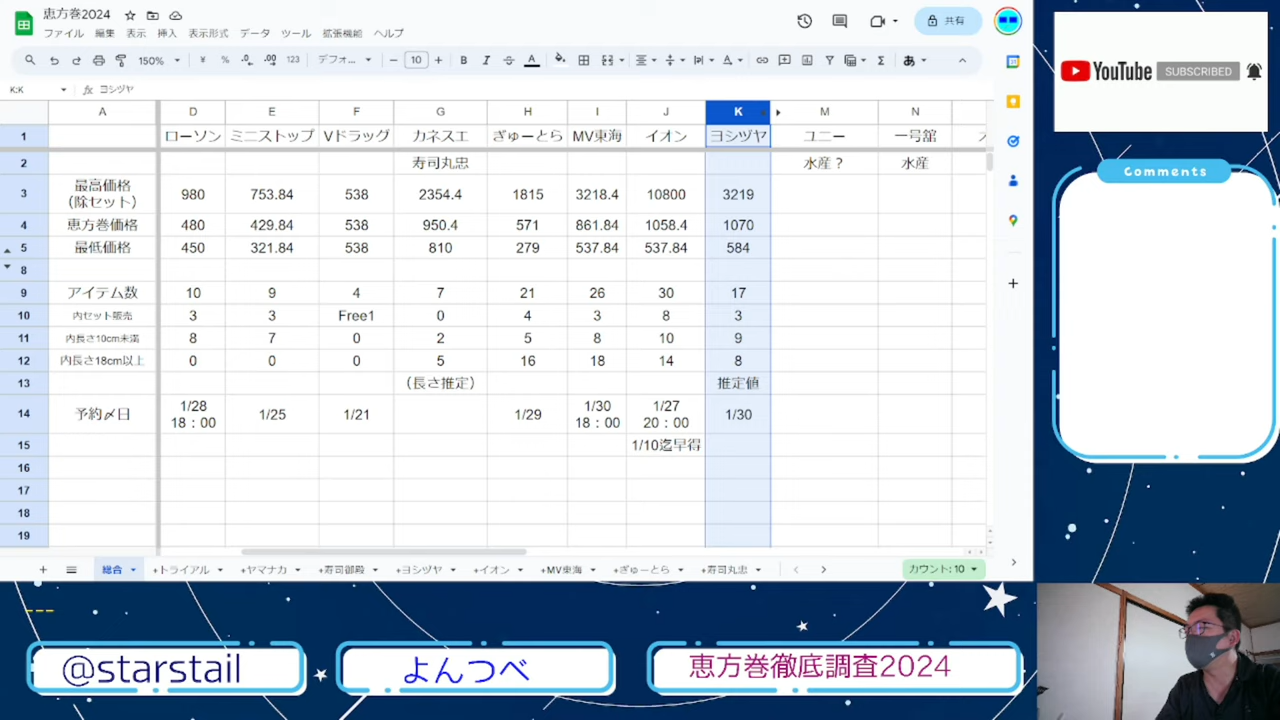 恵方巻2024
ファイル 編集 表示 挿入 表示形式 データ ツール 拡張機能 ヘルプ
共有
150% ¥ % .0 .00 123 デフォ... 10 B I A Σ あ
K:K fx ヨシヅヤ
A D E F G H I J K M N
1 ローソン ミニストップ Vドラッグ カネスエ ぎゅーとら MV東海 イオン ヨシヅヤ ユニー 一号舘
2 寿司丸忠 水産？ 水産
3 最高価格 （除セット） 980 753.84 538 2354.4 1815 3218.4 10800 3219
4 恵方巻価格 480 429.84 538 950.4 571 861.84 1058.4 1070
5 最低価格 450 321.84 538 810 279 537.84 537.84 584
8
9 アイテム数 10 9 4 7 21 26 30 17
10 内セット販売 3 3 Free1 0 4 3 8 3
11 内長さ10cm未満 8 7 0 2 5 8 10 9
12 内長さ18cm以上 0 0 0 5 16 18 14 8
13 （長さ推定） 推定値
14 予約〆日 1/28 18：00 1/25 1/21 1/29 1/30 18：00 1/27 20：00 1/30
15 1/10迄早得
16
17
18
19
総合 +トライアル +ヤマナカ +寿司御殿 +ヨシヅヤ +イオン +MV東海 +ぎゅーとら +寿司丸忠 カウント: 10
YouTube SUBSCRIBED
Comments
---
@starstail
よんつべ
恵方巻徹底調査2024